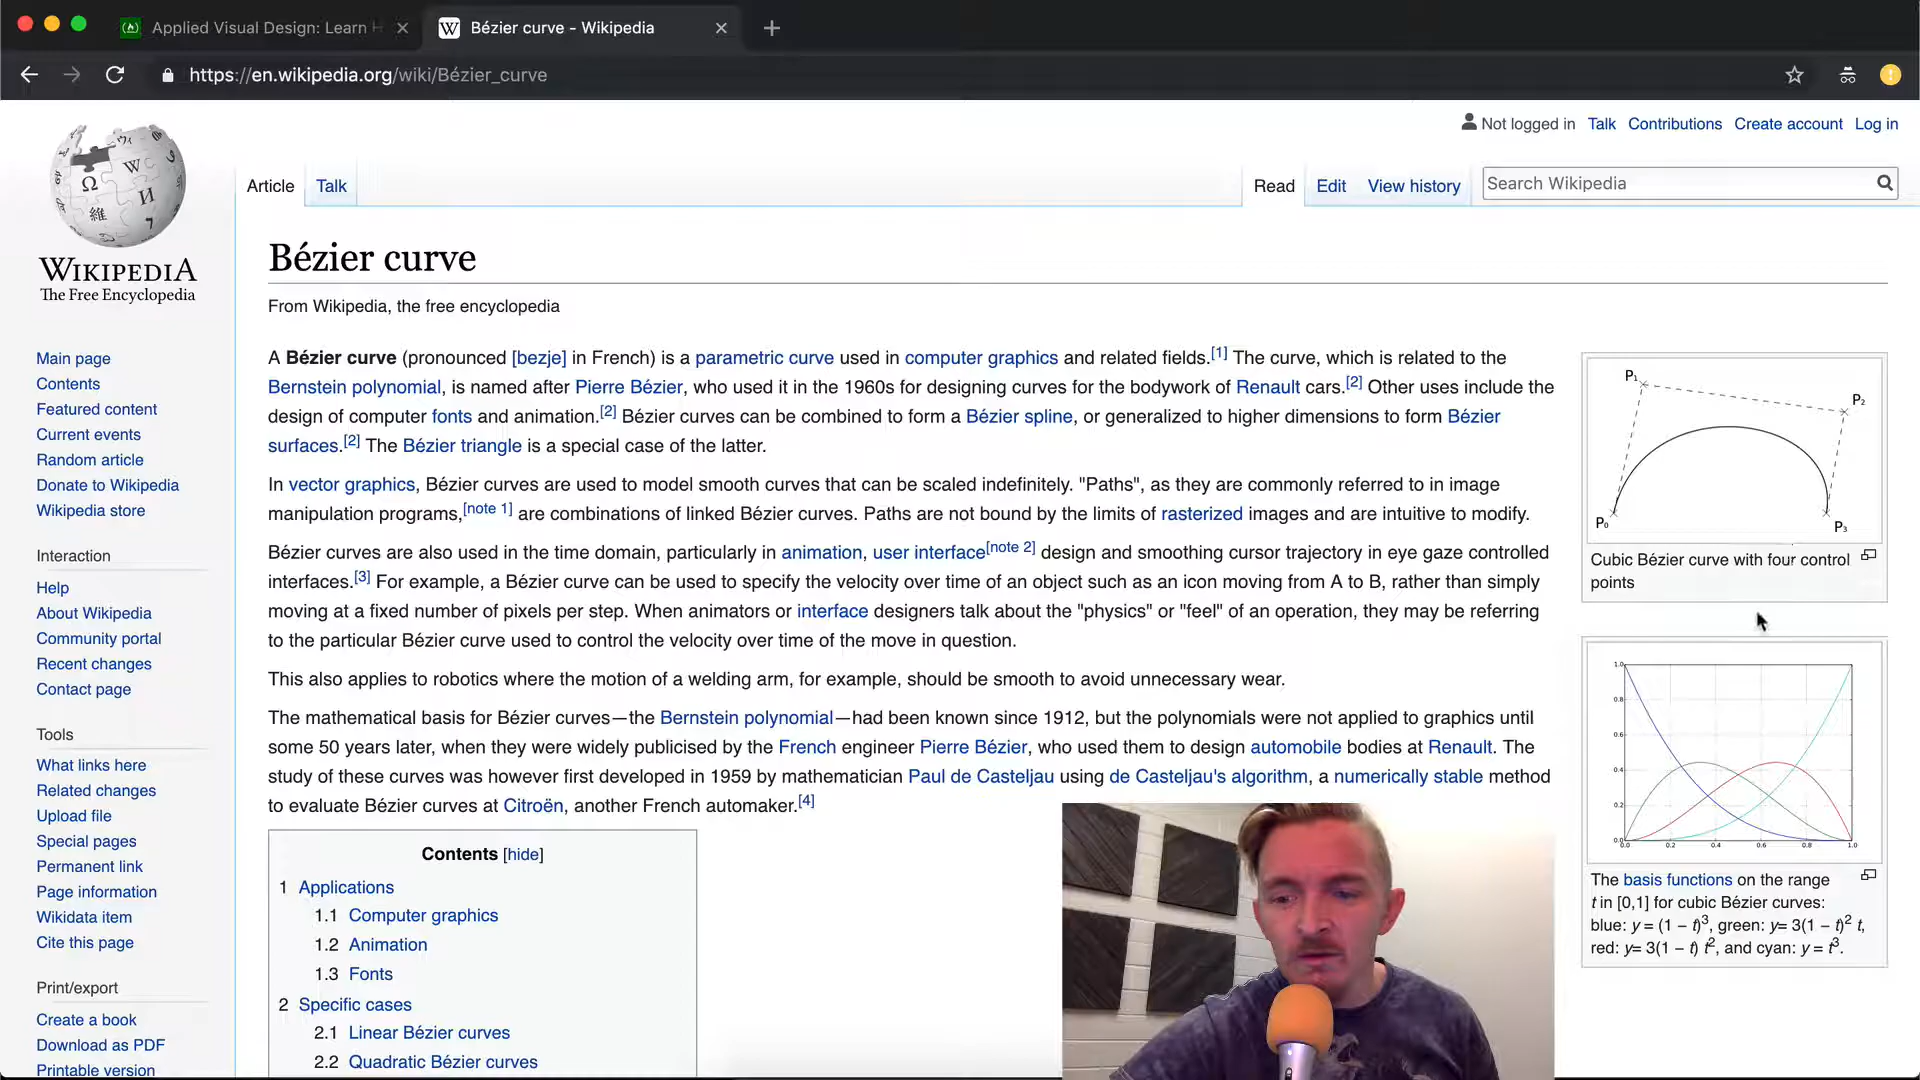 Applied Visual Design: Learn H
W Bézier curve - Wikipedia
https://en.wikipedia.org/wiki/Bézier_curve
Not logged in Talk Contributions Create account Log in
Article Talk Read Edit View history Search Wikipedia
WIKIPEDIA
The Free Encyclopedia
Main page
Contents
Featured content
Current events
Random article
Donate to Wikipedia
Wikipedia store
Interaction
Help
About Wikipedia
Community portal
Recent changes
Contact page
Tools
What links here
Related changes
Upload file
Special pages
Permanent link
Page information
Wikidata item
Cite this page
Print/export
Create a book
Download as PDF
Printable version
Bézier curve
From Wikipedia, the free encyclopedia
A Bézier curve (pronounced [bezje] in French) is a parametric curve used in computer graphics and related fields.[1] The curve, which is related to the
Bernstein polynomial, is named after Pierre Bézier, who used it in the 1960s for designing curves for the bodywork of Renault cars.[2] Other uses include the
design of computer fonts and animation.[2] Bézier curves can be combined to form a Bézier spline, or generalized to higher dimensions to form Bézier
surfaces.[2] The Bézier triangle is a special case of the latter.
In vector graphics, Bézier curves are used to model smooth curves that can be scaled indefinitely. "Paths", as they are commonly referred to in image
manipulation programs,[note 1] are combinations of linked Bézier curves. Paths are not bound by the limits of rasterized images and are intuitive to modify.
Bézier curves are also used in the time domain, particularly in animation, user interface[note 2] design and smoothing cursor trajectory in eye gaze controlled
interfaces.[3] For example, a Bézier curve can be used to specify the velocity over time of an object such as an icon moving from A to B, rather than simply
moving at a fixed number of pixels per step. When animators or interface designers talk about the "physics" or "feel" of an operation, they may be referring
to the particular Bézier curve used to control the velocity over time of the move in question.
This also applies to robotics where the motion of a welding arm, for example, should be smooth to avoid unnecessary wear.
The mathematical basis for Bézier curves—the Bernstein polynomial—had been known since 1912, but the polynomials were not applied to graphics until
some 50 years later, when they were widely publicised by the French engineer Pierre Bézier, who used them to design automobile bodies at Renault. The
study of these curves was however first developed in 1959 by mathematician Paul de Casteljau using de Casteljau's algorithm, a numerically stable method
to evaluate Bézier curves at Citroën, another French automaker.[4]
Contents [hide]
1 Applications
1.1 Computer graphics
1.2 Animation
1.3 Fonts
2 Specific cases
2.1 Linear Bézier curves
2.2 Quadratic Bézier curves
P₁
P₂
P₀
P₃
Cubic Bézier curve with four control
points
1.0
0.8
0.6
0.4
0.2
0.0
0.0 0.2 0.4 0.6 0.8 1.0
The basis functions on the range
t in [0,1] for cubic Bézier curves:
blue: y = (1 − t)³, green: y= 3(1 − t)² t,
red: y= 3(1 − t) t², and cyan: y = t³.